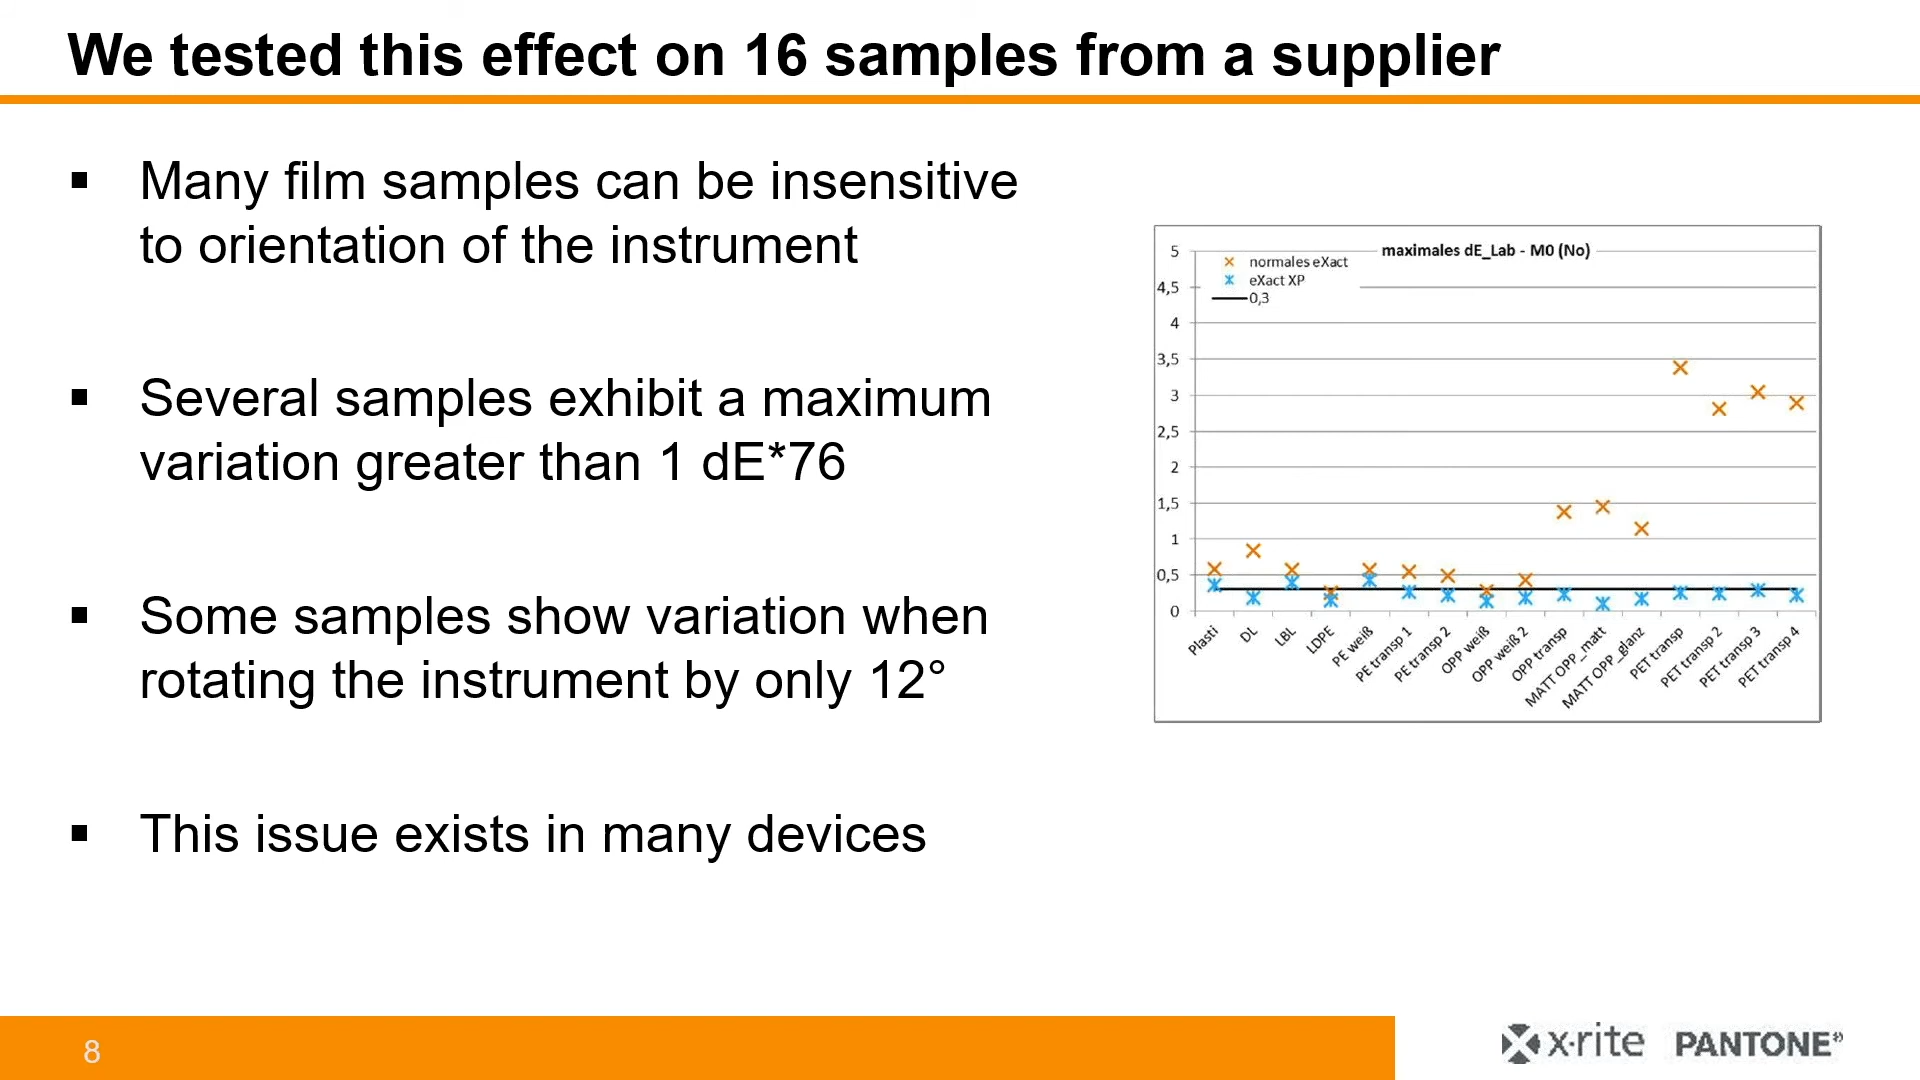 We tested this effect on 16 samples from a supplier
▪ Many film samples can be insensitive
to orientation of the instrument
▪ Several samples exhibit a maximum
variation greater than 1 dE*76
▪ Some samples show variation when
rotating the instrument by only 12°
▪ This issue exists in many devices
maximales dE_Lab - M0 (No)
normales eXact
eXact XP
0,3
5
4,5
4
3,5
3
2,5
2
1,5
1
0,5
0
Plasti
DL
LBL
LDPE
PE weiß
PE transp 1
PE transp 2
OPP weiß
OPP weiß 2
OPP transp
MATT OPP_matt
MATT OPP_glanz
PET transp
PET transp 2
PET transp 3
PET transp 4
8
x·rite PANTONE®